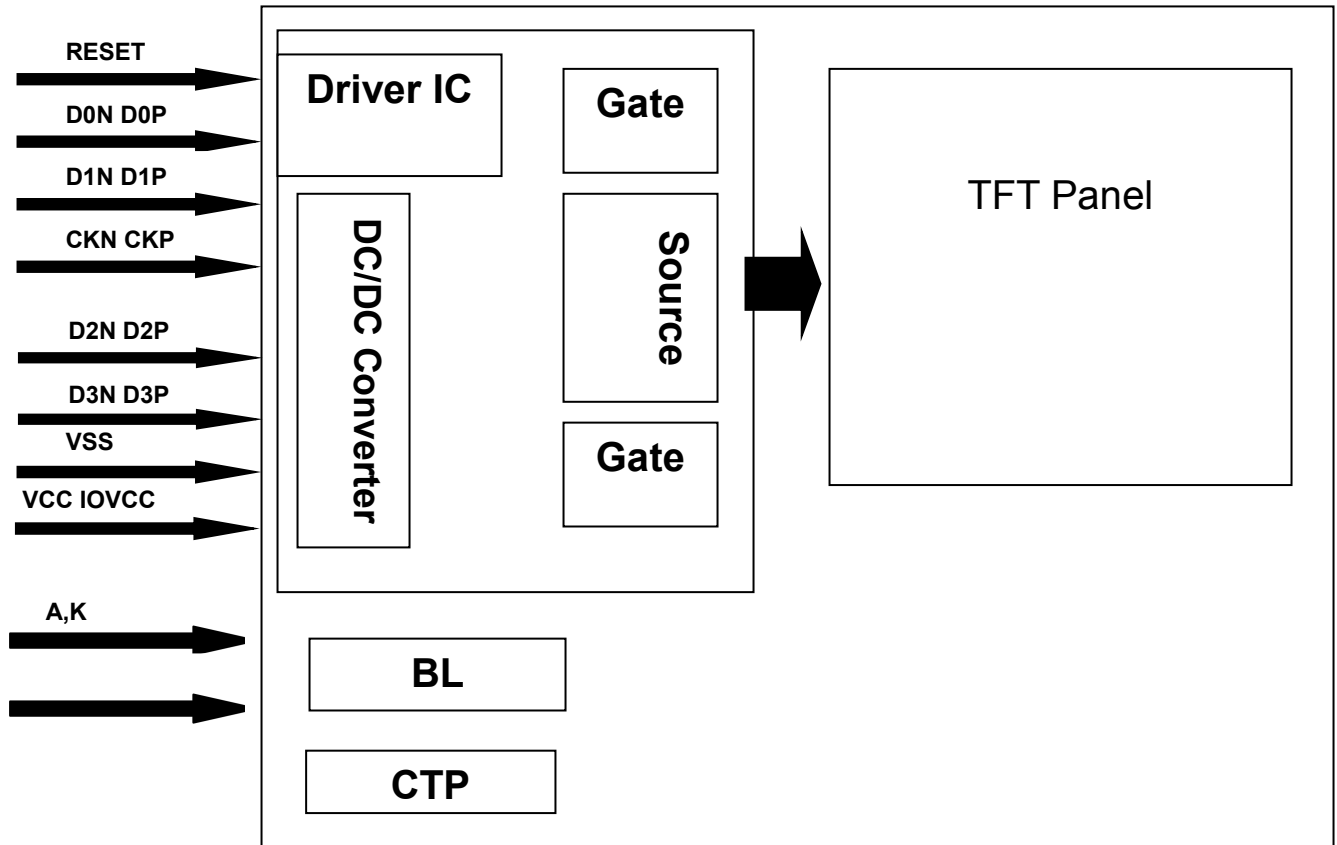 RESET
D0N D0P
D1N D1P
CKN CKP
D2N D2P
D3N D3P
VSS
VCC IOVCC
A,K
Driver IC
DC/DC Converter
Gate
Source
Gate
TFT Panel
BL
CTP